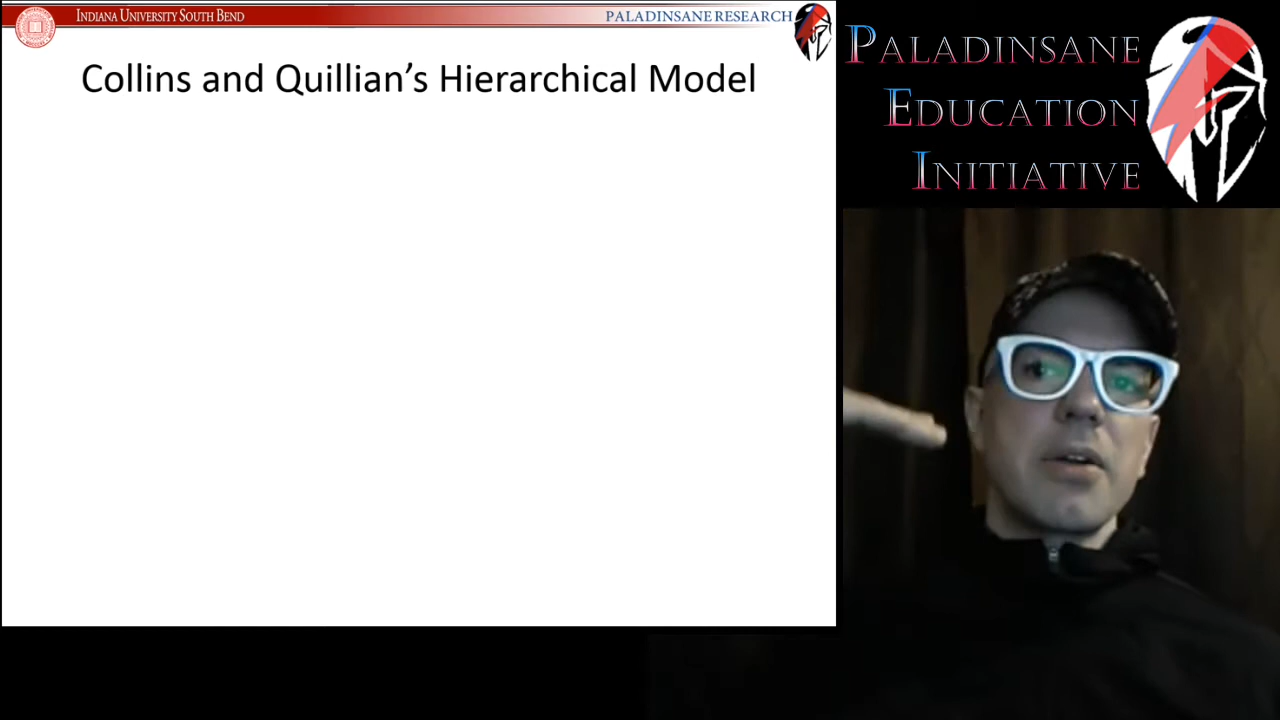 INDIANA UNIVERSITY SOUTH BEND
PALADINSANE RESEARCH
Collins and Quillian's Hierarchical Model
PALADINSANE
EDUCATION
INITIATIVE